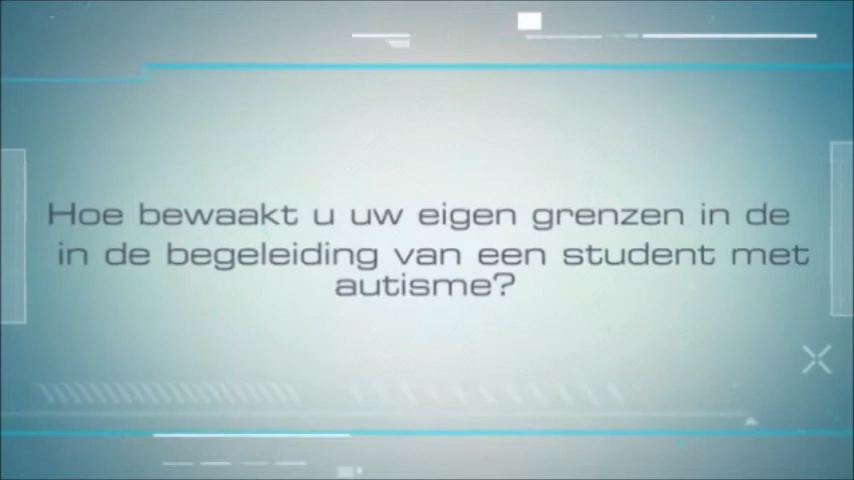 Hoe bewaakt u uw eigen grenzen in de
in de begeleiding van een student met
autisme?